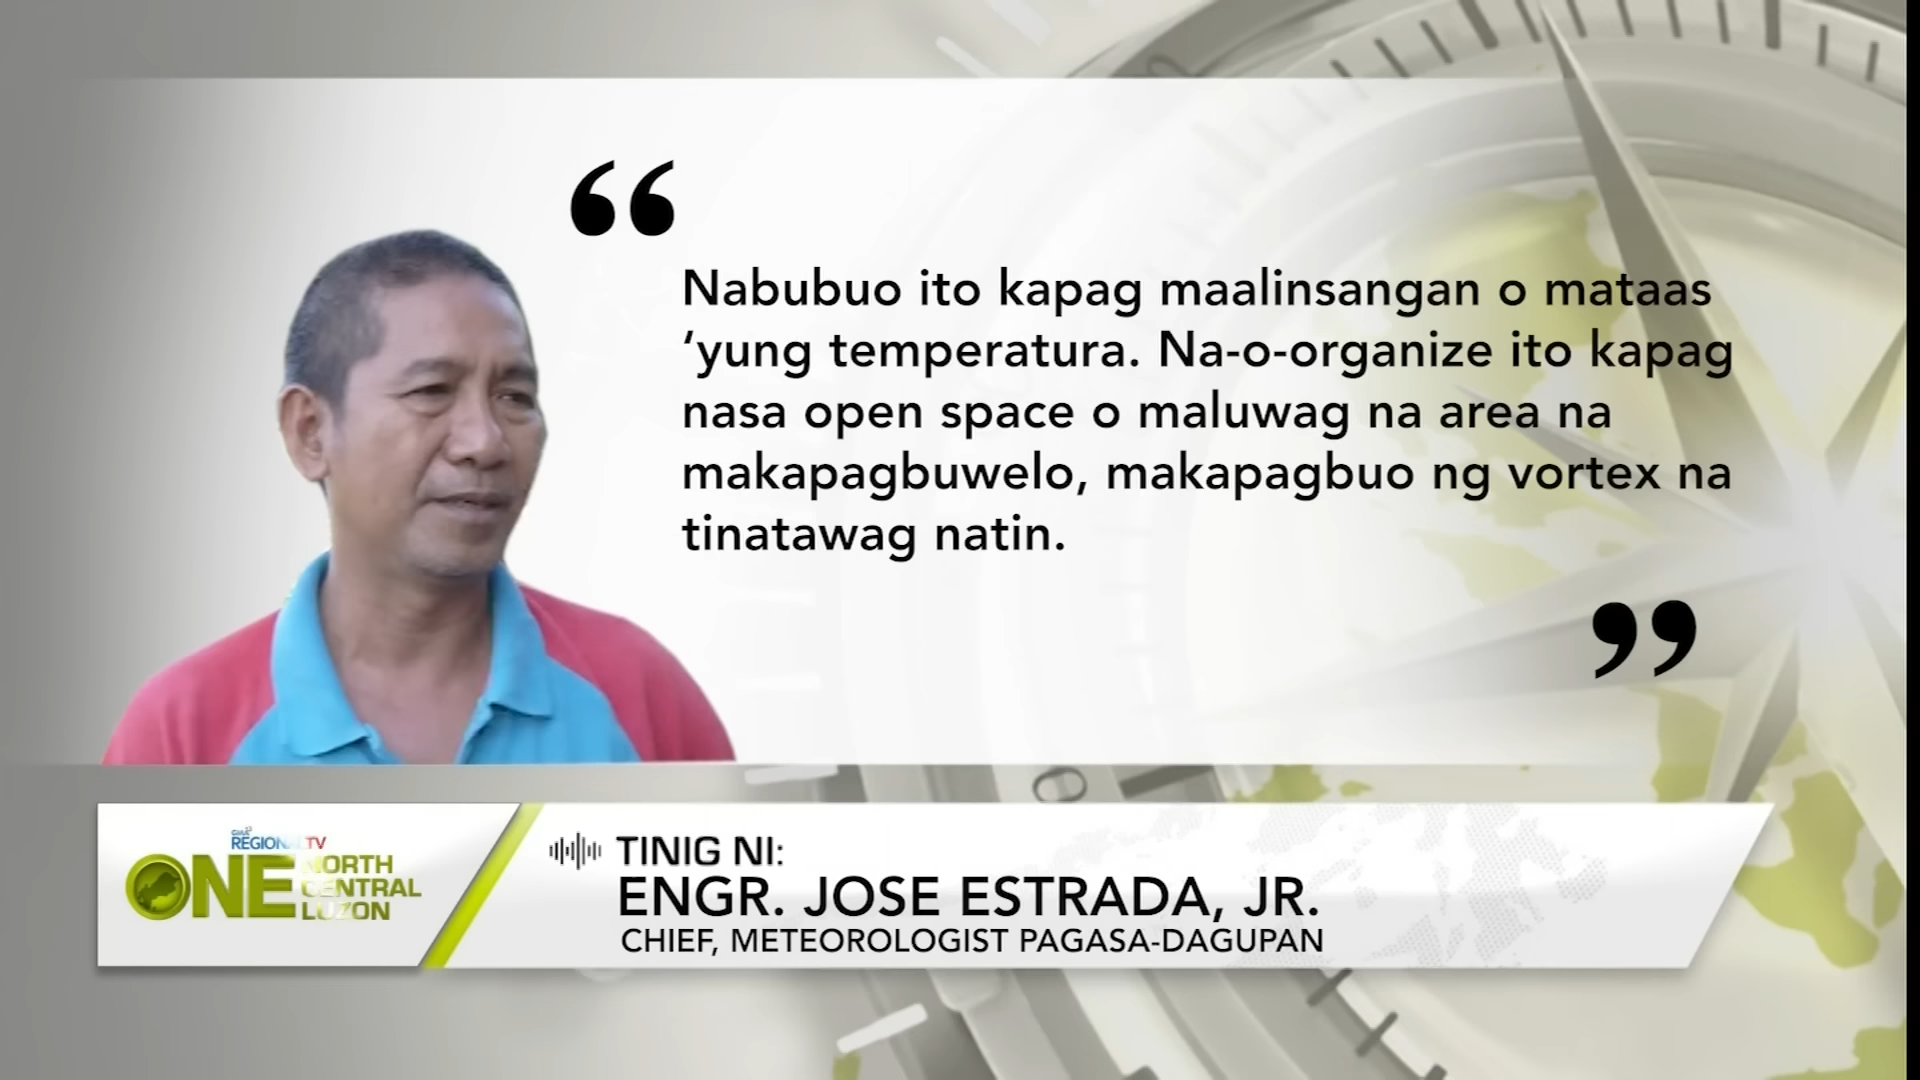 “
Nabubuo ito kapag maalinsangan o mataas
‘yung temperatura. Na-o-organize ito kapag
nasa open space o maluwag na area na
makapagbuwelo, makapagbuo ng vortex na
tinatawag natin.
”
GMA
REGIONAL TV
ONE NORTH
CENTRAL
LUZON
TINIG NI:
ENGR. JOSE ESTRADA, JR.
CHIEF, METEOROLOGIST PAGASA-DAGUPAN